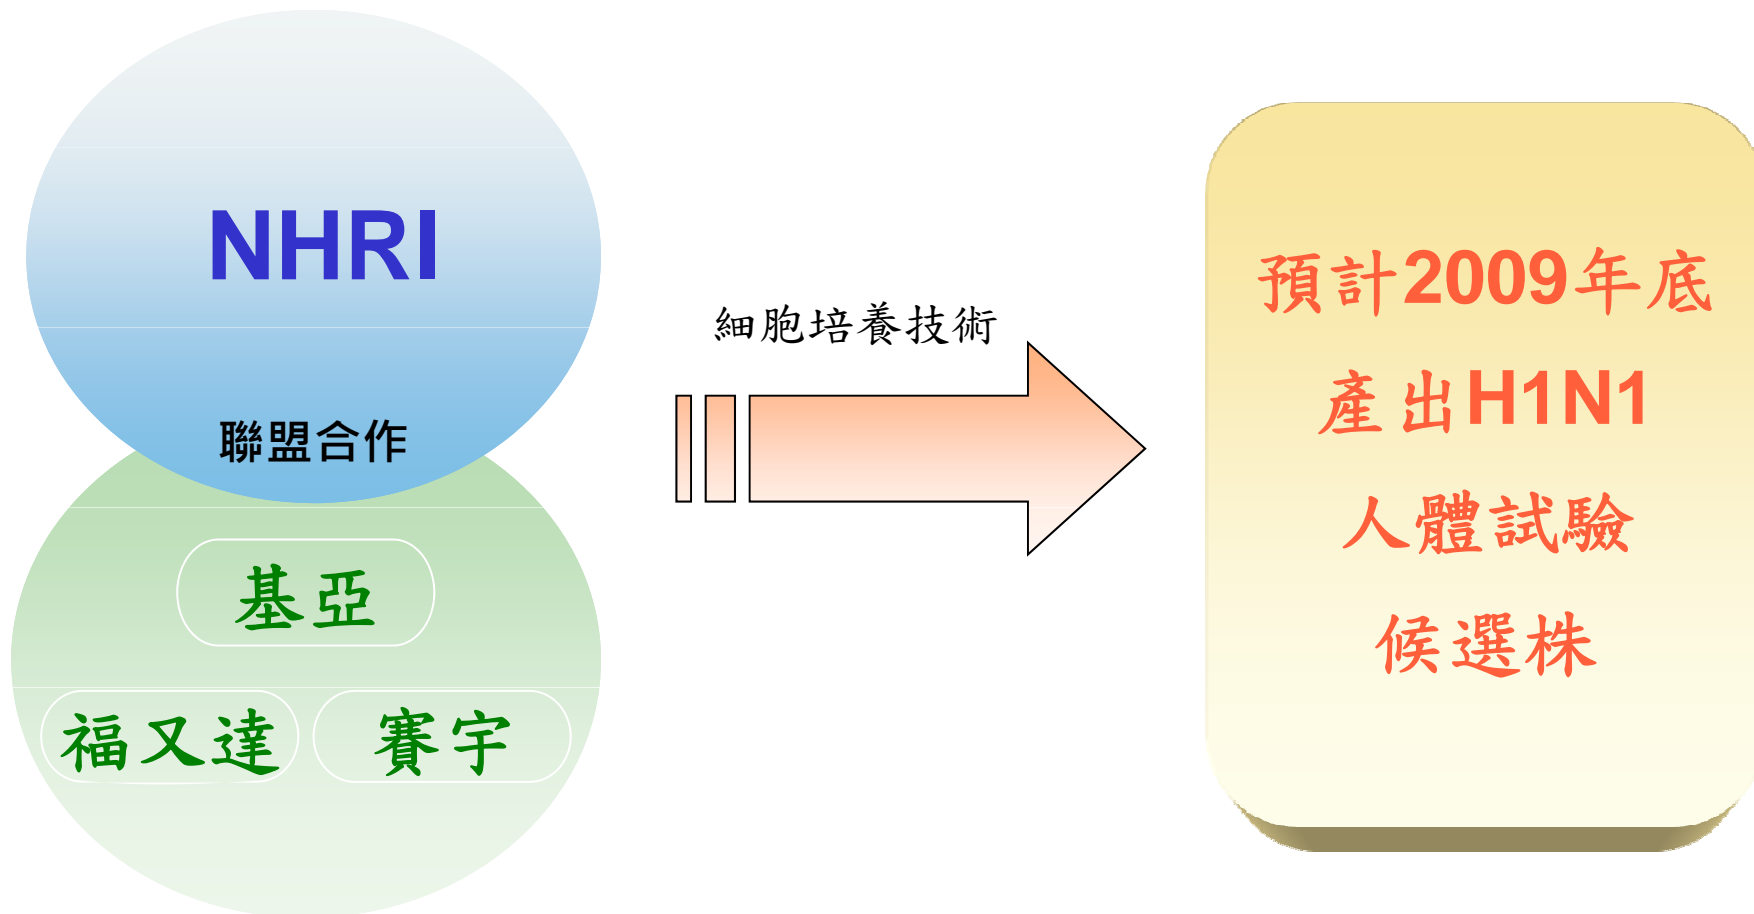 NHRI
聯盟合作
基亞
福又達
賽宇
細胞培養技術
預計2009年底
產出H1N1
人體試驗
候選株